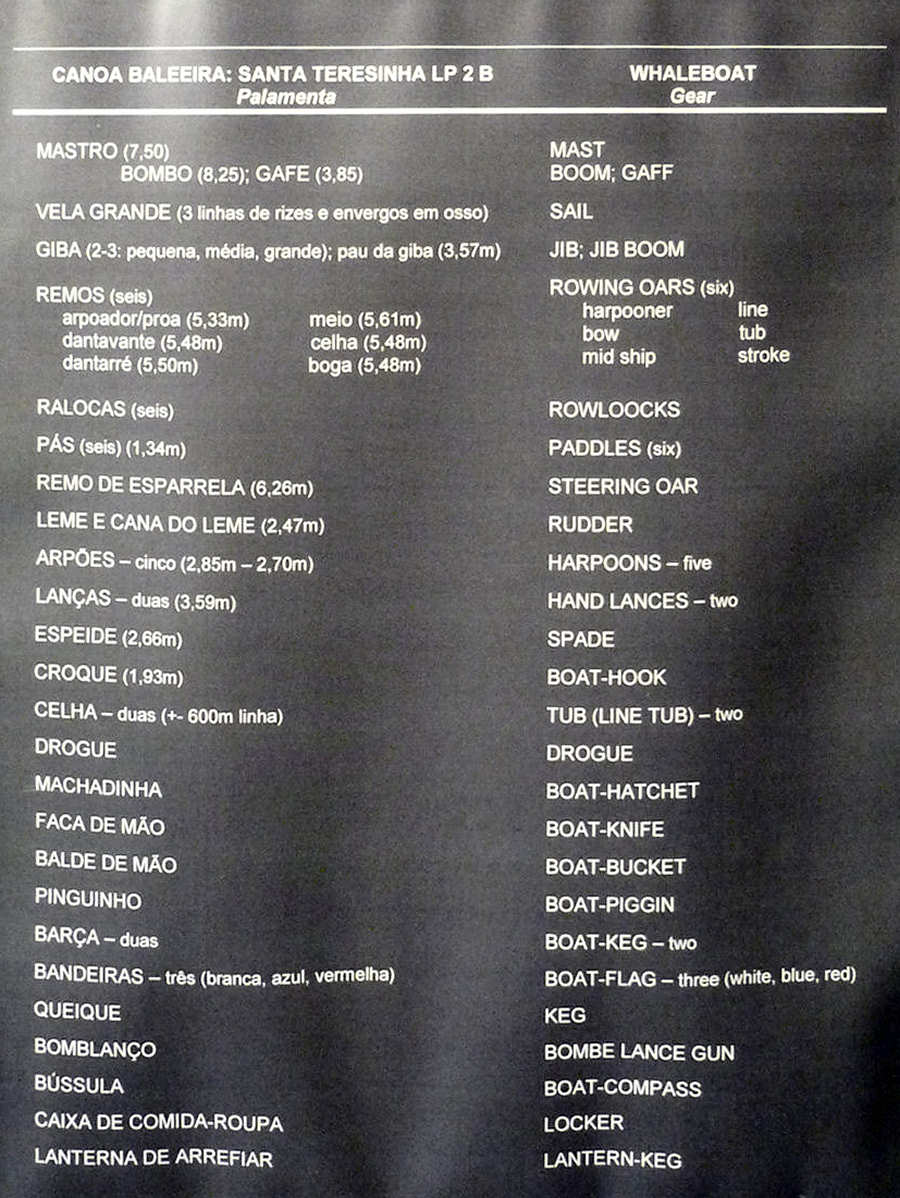 CANOA BALEEIRA: SANTA TERESINHA LP 2 B WHALEBOAT
Palamenta Gear
MASTRO (7,50) MAST
BOMBO (8,25); GAFE (3,85) BOOM; GAFF
VELA GRANDE (3 linhas de rizes e envergos em osso) SAIL
GIBA (2-3: pequena, média, grande); pau da giba (3,57m) JIB; JIB BOOM
REMOS (seis) ROWING OARS (six)
arpoador/proa (5,33m) meio (5,61m) harpooner line
dantavante (5,48m) celha (5,48m) bow tub
dantarré (5,50m) boga (5,48m) mid ship stroke
RALOCAS (seis) ROWLOOCKS
PÁS (seis) (1,34m) PADDLES (six)
REMO DE ESPARRELA (6,26m) STEERING OAR
LEME E CANA DO LEME (2,47m) RUDDER
ARPÕES – cinco (2,85m – 2,70m) HARPOONS – five
LANÇAS – duas (3,59m) HAND LANCES – two
ESPEIDE (2,66m) SPADE
CROQUE (1,93m) BOAT-HOOK
CELHA – duas (+- 600m linha) TUB (LINE TUB) – two
DROGUE DROGUE
MACHADINHA BOAT-HATCHET
FACA DE MÃO BOAT-KNIFE
BALDE DE MÃO BOAT-BUCKET
PINGUINHO BOAT-PIGGIN
BARÇA – duas BOAT-KEG – two
BANDEIRAS – três (branca, azul, vermelha) BOAT-FLAG – three (white, blue, red)
QUEIQUE KEG
BOMBLANÇO BOMBE LANCE GUN
BÚSSULA BOAT-COMPASS
CAIXA DE COMIDA-ROUPA LOCKER
LANTERNA DE ARREFIAR LANTERN-KEG